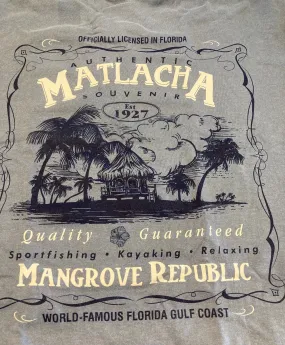 OFFICIALLY LICENSED IN FLORIDA
AUTHENTIC
MATLACHA
SOUVENIR
Est
1927
Quality Guaranteed
Sportfishing • Kayaking • Relaxing
MANGROVE REPUBLIC
WORLD-FAMOUS FLORIDA GULF COAST